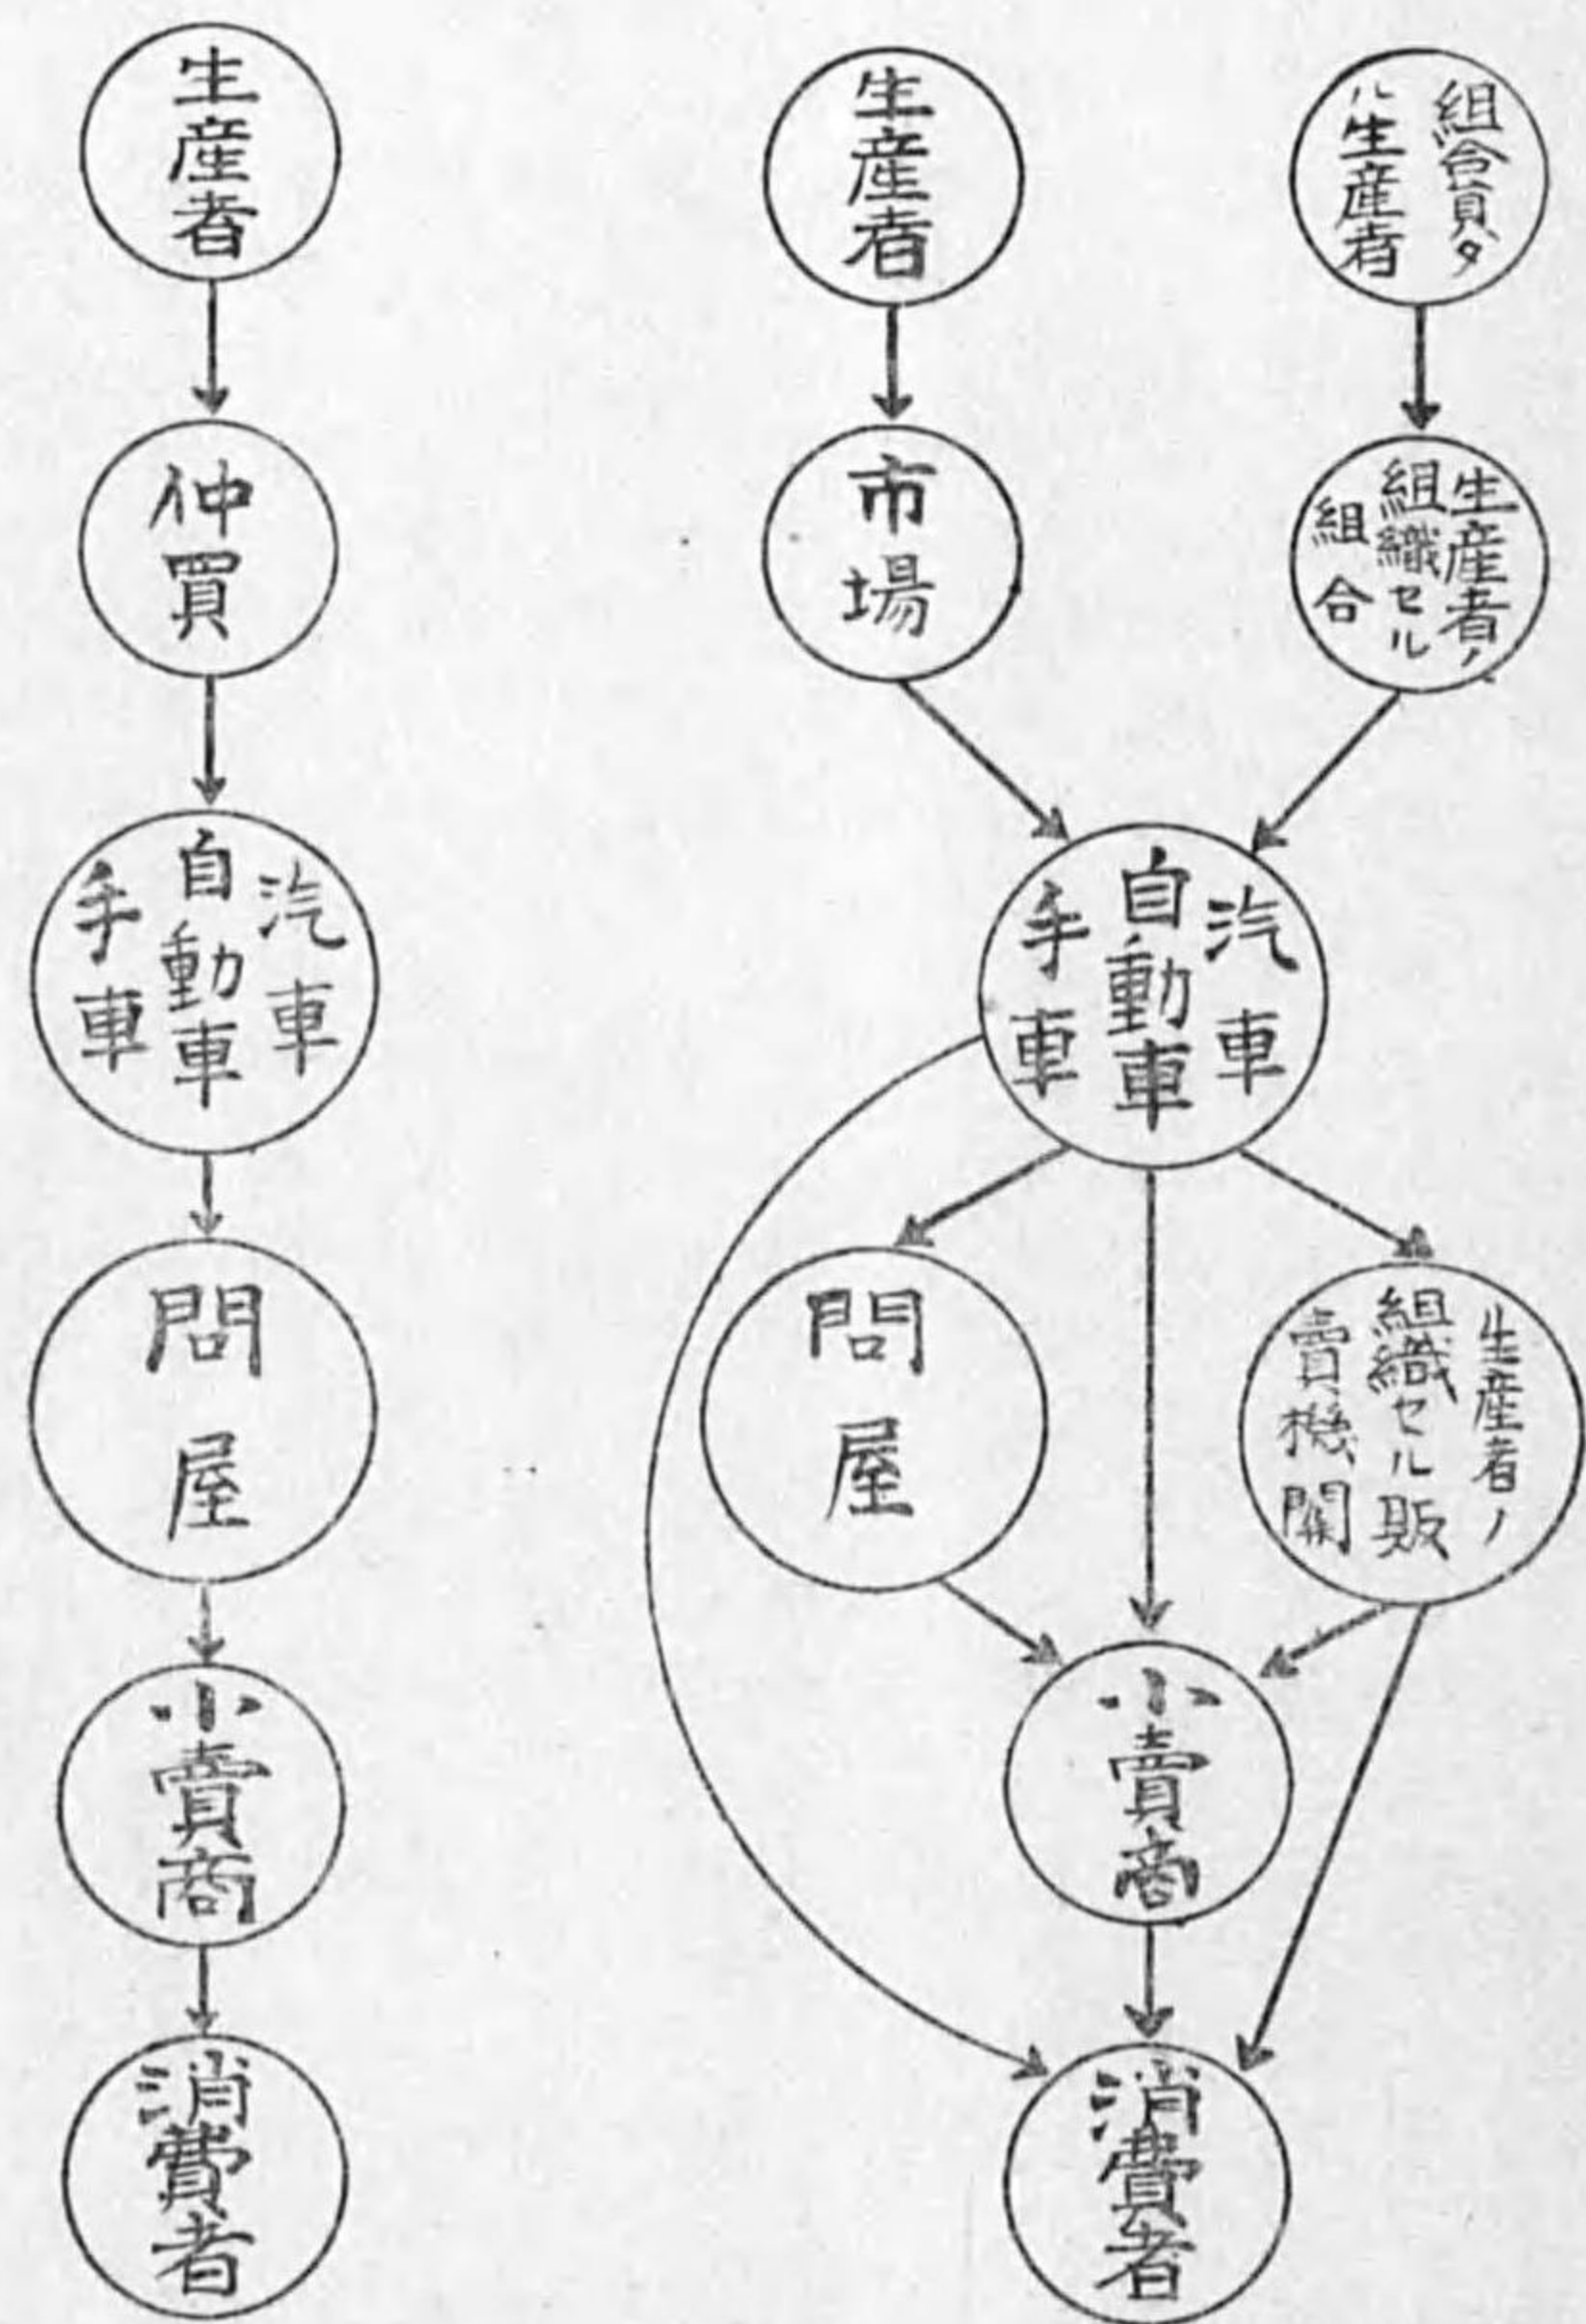 生産者
仲買
汽車
自動車
手車
問屋
小賣商
消費者
組合員タ
ル生産者
生産者ノ
組織セル
組合
生産者
市場
汽車
自動車
手車
生産者ノ
組織セル販
賣機關
問屋
小賣商
消費者